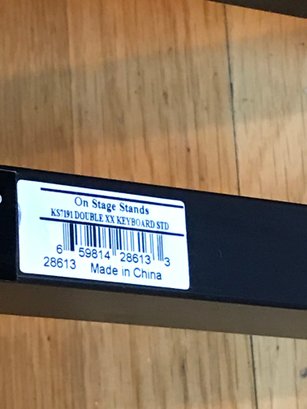 On Stage Stands
KS7191 DOUBLE XX KEYBOARD STD
6 59814 28613 3
28613 Made in China